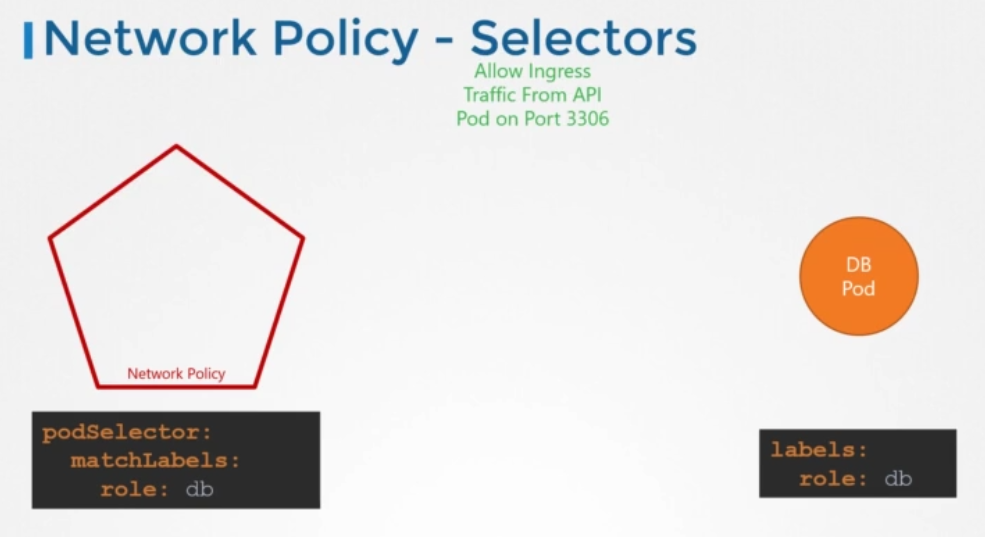 Network Policy - Selectors
Allow Ingress
Traffic From API
Pod on Port 3306
DB
Pod
Network Policy
podSelector:
  matchLabels:
    role: db
labels:
  role: db